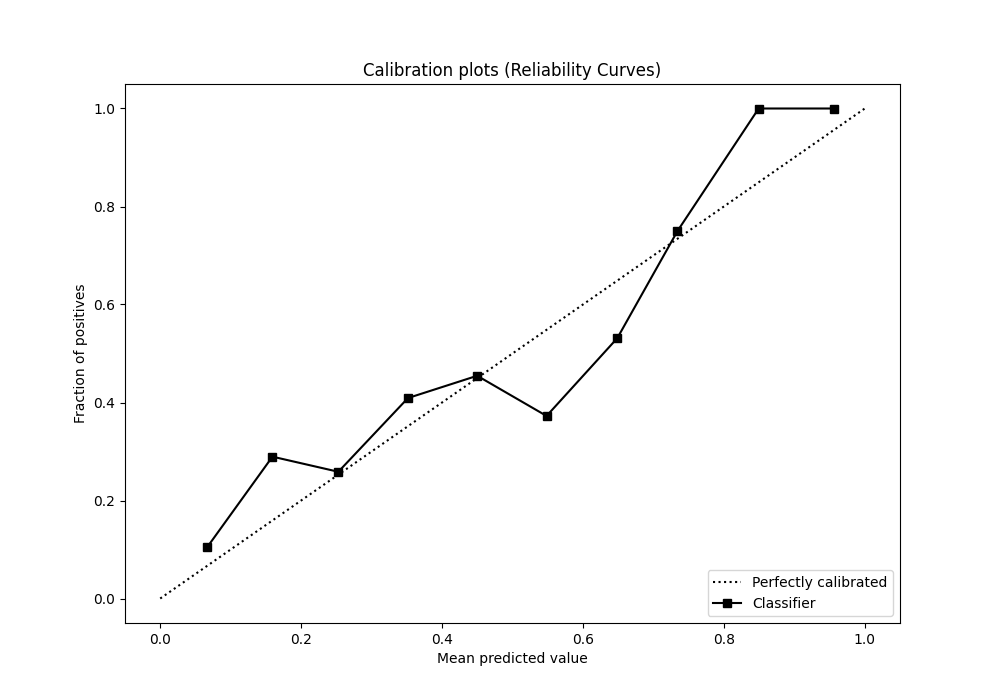 Calibration plots (Reliability Curves)
1.0
0.8
0.6
0.4
0.2
0.0
Fraction of positives
0.0 0.2 0.4 0.6 0.8 1.0
Mean predicted value
Perfectly calibrated
Classifier